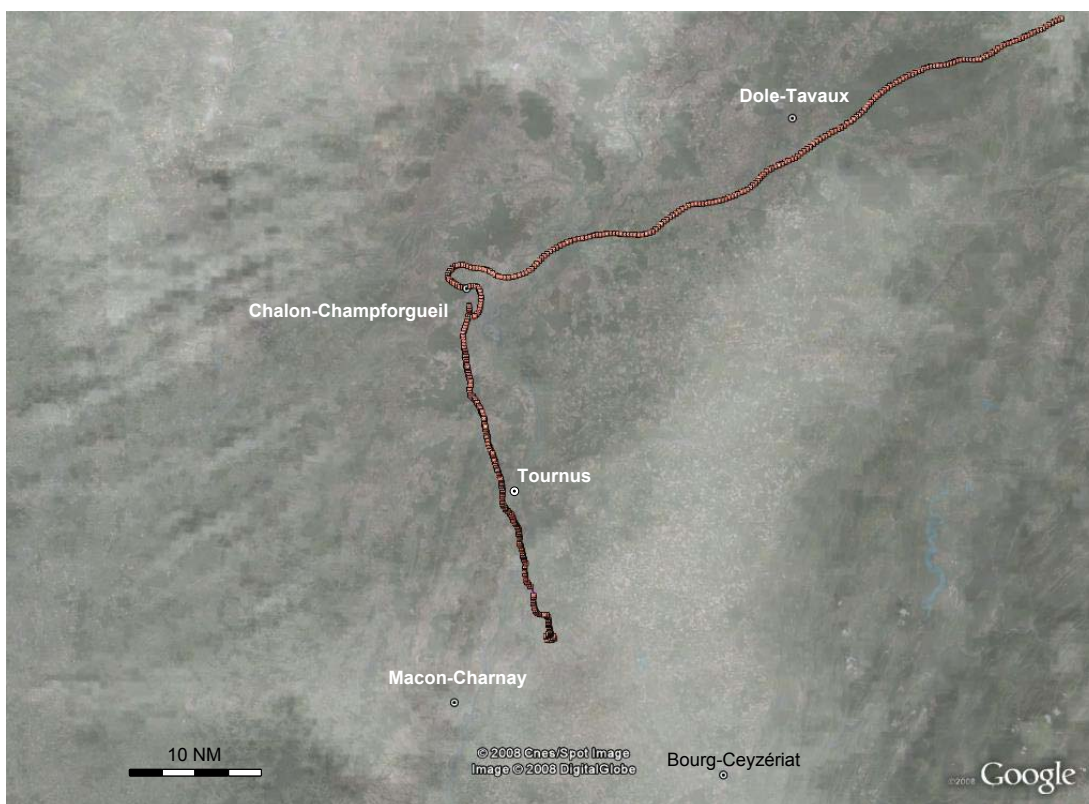 Dole-Tavaux
Chalon-Champforgueil
Tournus
Macon-Charnay
10 NM
© 2008 Cnes/Spot Image
Image © 2008 DigitalGlobe
Bourg-Ceyzériat
©2008 Google™